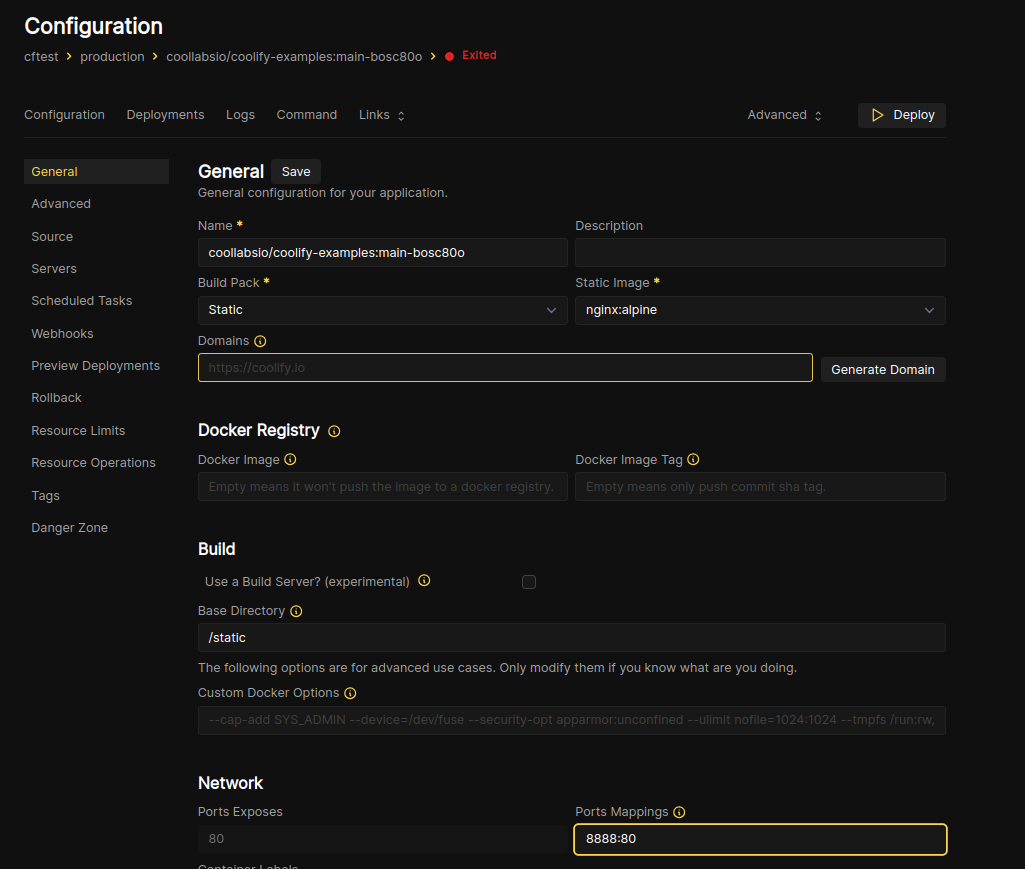 Configuration
cftest > production > coollabsio/coolify-examples:main-bosc80o > Exited
Configuration Deployments Logs Command Links Advanced Deploy
General
Advanced
Source
Servers
Scheduled Tasks
Webhooks
Preview Deployments
Rollback
Resource Limits
Resource Operations
Tags
Danger Zone
General Save
General configuration for your application.
Name * Description
coollabsio/coolify-examples:main-bosc80o
Build Pack * Static Image *
Static nginx:alpine
Domains
https://coolify.io Generate Domain
Docker Registry
Docker Image Docker Image Tag
Empty means it won't push the image to a docker registry. Empty means only push commit sha tag.
Build
Use a Build Server? (experimental)
Base Directory
/static
The following options are for advanced use cases. Only modify them if you know what are you doing.
Custom Docker Options
--cap-add SYS_ADMIN --device=/dev/fuse --security-opt apparmor:unconfined --ulimit nofile=1024:1024 --tmpfs /run:rw,
Network
Ports Exposes Ports Mappings
80 8888:80
Container Labels